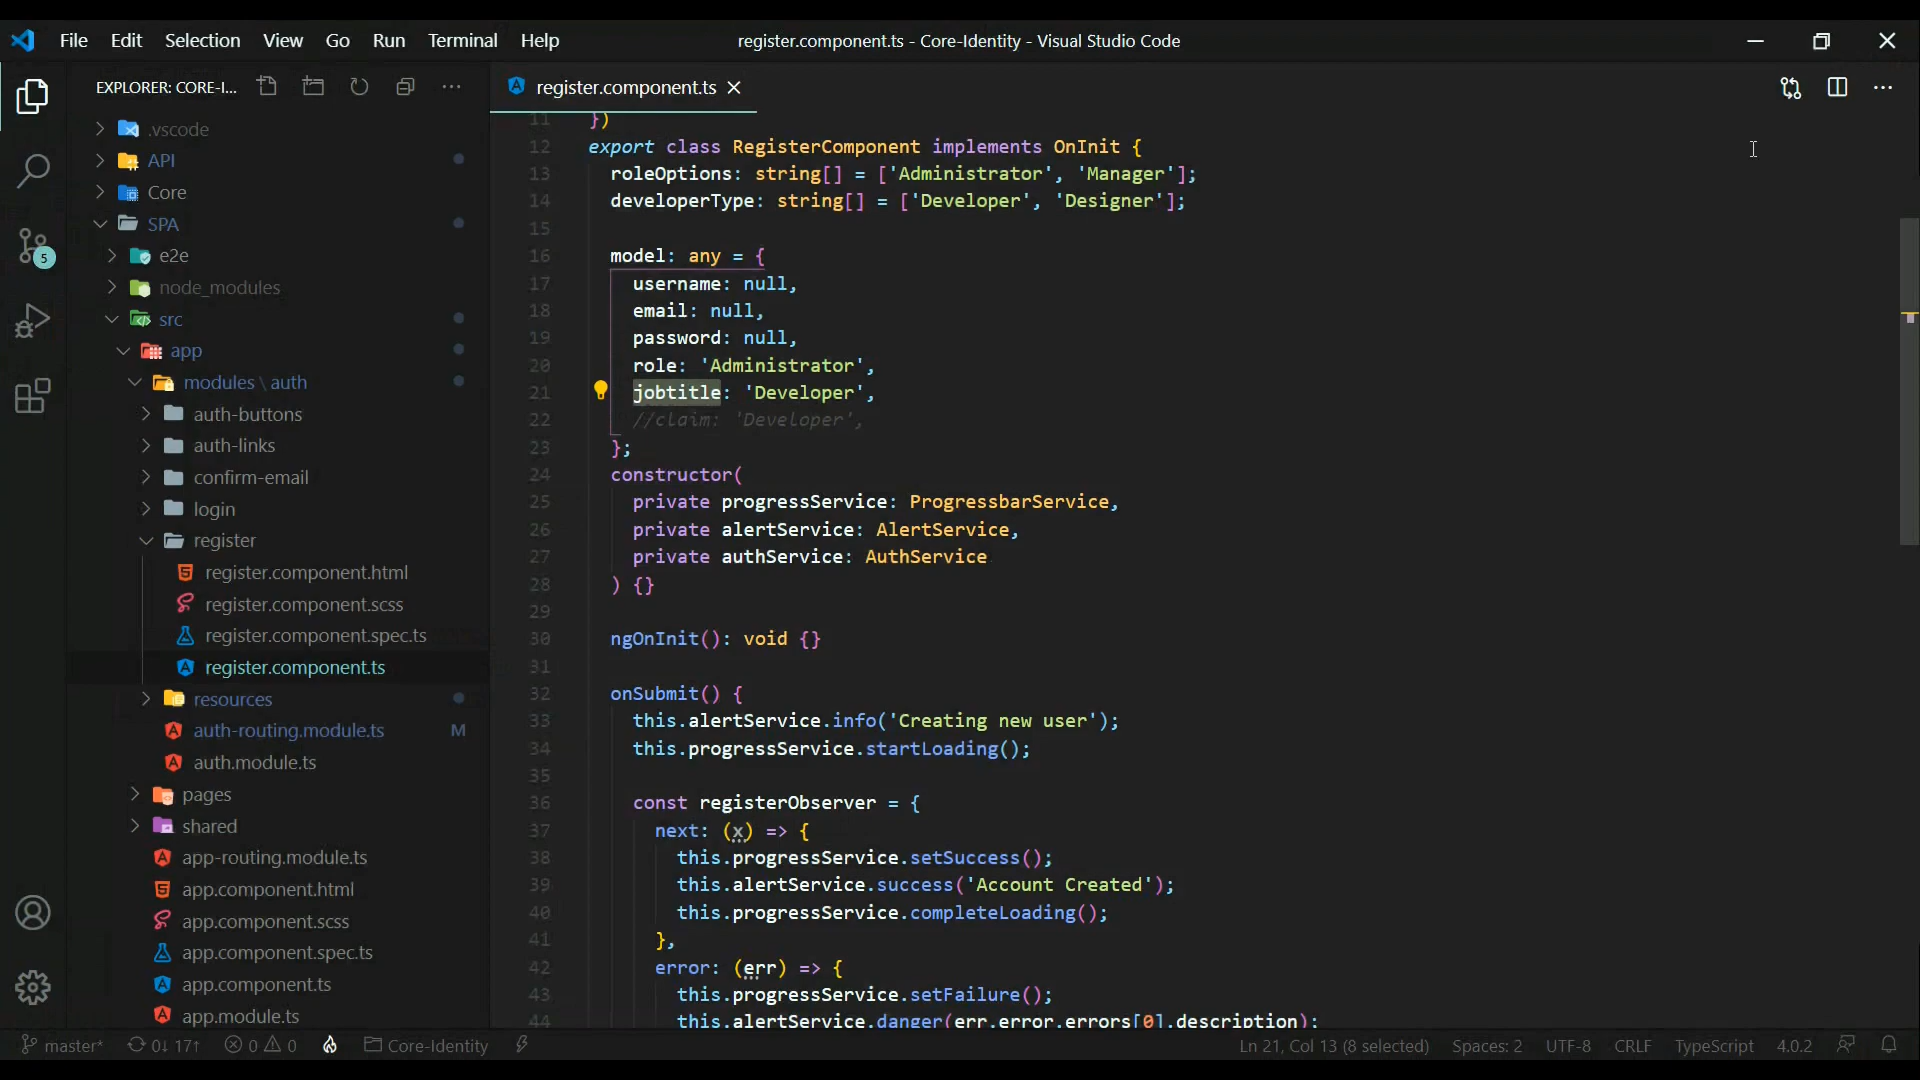 File Edit Selection View Go Run Terminal Help
register.component.ts - Core-Identity - Visual Studio Code
EXPLORER: CORE-I...
.vscode
API
Core
SPA
e2e
node_modules
src
app
modules \ auth
auth-buttons
auth-links
confirm-email
login
register
register.component.html
register.component.scss
register.component.spec.ts
register.component.ts
resources
auth-routing.module.ts M
auth.module.ts
pages
shared
app-routing.module.ts
app.component.html
app.component.scss
app.component.spec.ts
app.component.ts
app.module.ts
5
register.component.ts
11 })
12 export class RegisterComponent implements OnInit {
13 roleOptions: string[] = ['Administrator', 'Manager'];
14 developerType: string[] = ['Developer', 'Designer'];
15
16 model: any = {
17 username: null,
18 email: null,
19 password: null,
20 role: 'Administrator',
21 jobtitle: 'Developer',
22 //claim: 'Developer',
23 };
24 constructor(
25 private progressService: ProgressbarService,
26 private alertService: AlertService,
27 private authService: AuthService
28 ) {}
29
30 ngOnInit(): void {}
31
32 onSubmit() {
33 this.alertService.info('Creating new user');
34 this.progressService.startLoading();
35
36 const registerObserver = {
37 next: (x) => {
38 this.progressService.setSuccess();
39 this.alertService.success('Account Created');
40 this.progressService.completeLoading();
41 },
42 error: (err) => {
43 this.progressService.setFailure();
44 this.alertService.danger(err.error.errors[0].description);
master* 0↓ 17↑ 0 0 Core-Identity Ln 21, Col 13 (8 selected) Spaces: 2 UTF-8 CRLF TypeScript 4.0.2